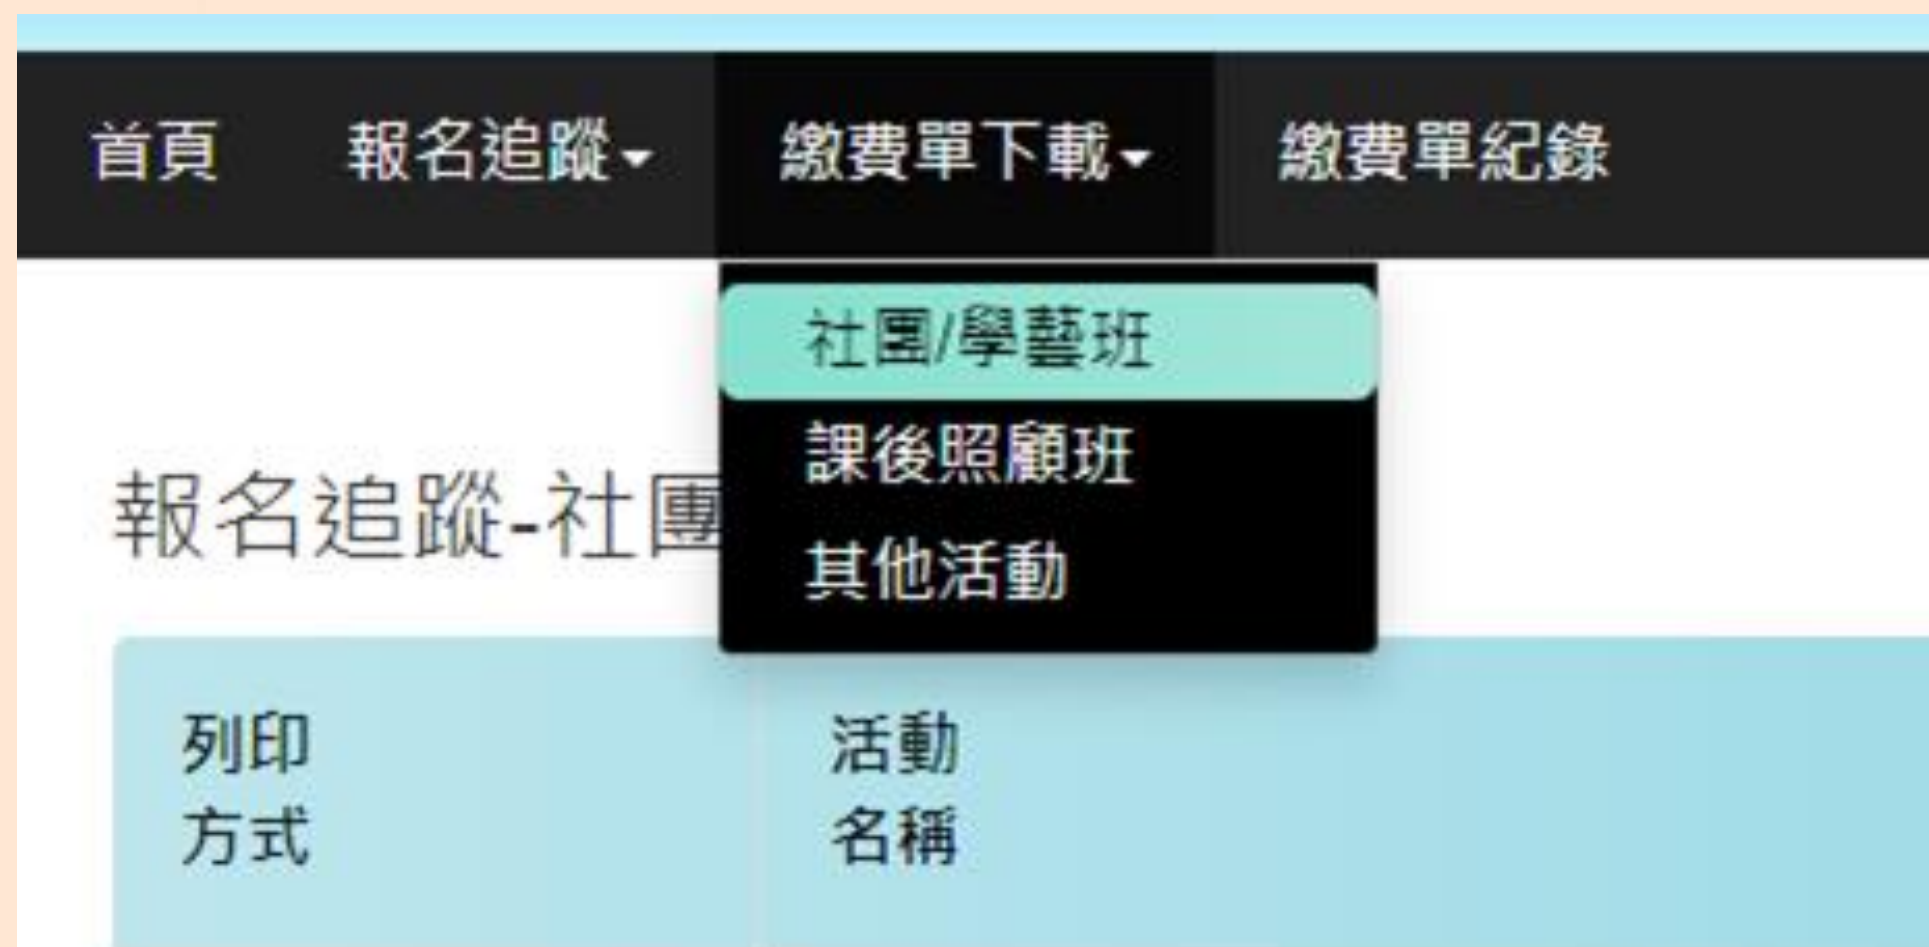 首頁 報名追蹤 繳費單下載 繳費單紀錄
社團/學藝班
課後照顧班
其他活動
報名追蹤-社團
列印
方式
活動
名稱